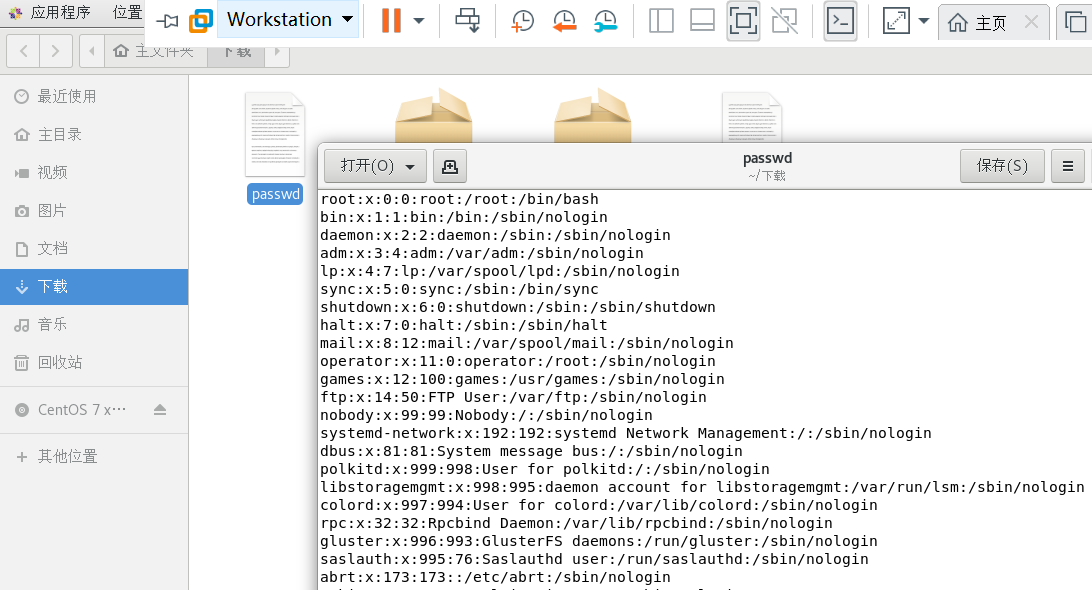 应用程序 位置
Workstation
主页
主文件夹 下载
最近使用
主目录
视频
图片
文档
下载
音乐
回收站
CentOS 7 x…
其他位置
passwd
打开(O)
passwd
~/下载
保存(S)
root:x:0:0:root:/root:/bin/bash
bin:x:1:1:bin:/bin:/sbin/nologin
daemon:x:2:2:daemon:/sbin:/sbin/nologin
adm:x:3:4:adm:/var/adm:/sbin/nologin
lp:x:4:7:lp:/var/spool/lpd:/sbin/nologin
sync:x:5:0:sync:/sbin:/bin/sync
shutdown:x:6:0:shutdown:/sbin:/sbin/shutdown
halt:x:7:0:halt:/sbin:/sbin/halt
mail:x:8:12:mail:/var/spool/mail:/sbin/nologin
operator:x:11:0:operator:/root:/sbin/nologin
games:x:12:100:games:/usr/games:/sbin/nologin
ftp:x:14:50:FTP User:/var/ftp:/sbin/nologin
nobody:x:99:99:Nobody:/:/sbin/nologin
systemd-network:x:192:192:systemd Network Management:/:/sbin/nologin
dbus:x:81:81:System message bus:/:/sbin/nologin
polkitd:x:999:998:User for polkitd:/:/sbin/nologin
libstoragemgmt:x:998:995:daemon account for libstoragemgmt:/var/run/lsm:/sbin/nologin
colord:x:997:994:User for colord:/var/lib/colord:/sbin/nologin
rpc:x:32:32:Rpcbind Daemon:/var/lib/rpcbind:/sbin/nologin
gluster:x:996:993:GlusterFS daemons:/run/gluster:/sbin/nologin
saslauth:x:995:76:Saslauthd user:/run/saslauthd:/sbin/nologin
abrt:x:173:173::/etc/abrt:/sbin/nologin